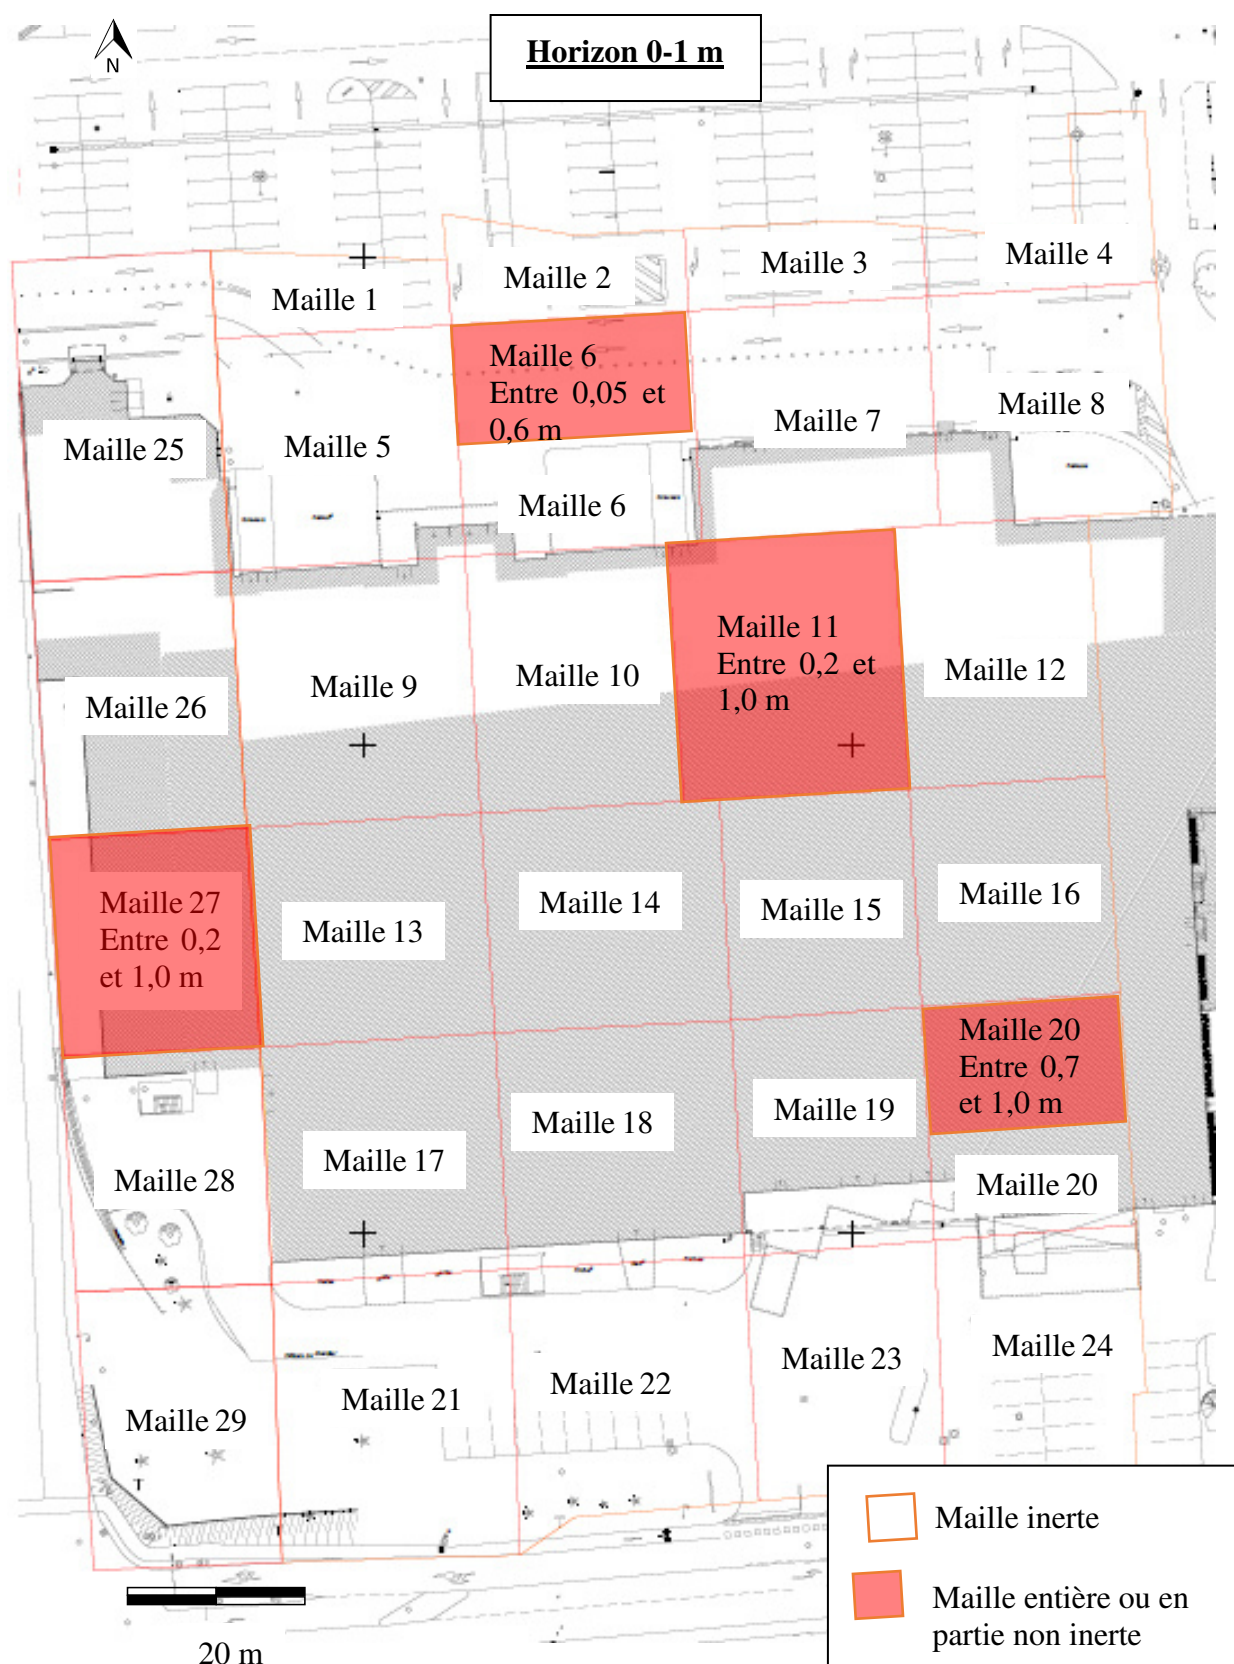 Horizon 0-1 m
N
Maille 1
Maille 2
Maille 3
Maille 4
Maille 25
Maille 5
Maille 6
Entre 0,05 et
0,6 m
Maille 7
Maille 8
Maille 6
Maille 26
Maille 9
Maille 10
Maille 11
Entre 0,2 et
1,0 m
Maille 12
Maille 27
Entre 0,2
et 1,0 m
Maille 13
Maille 14
Maille 15
Maille 16
Maille 28
Maille 17
Maille 18
Maille 19
Maille 20
Entre 0,7
et 1,0 m
Maille 20
Maille 29
Maille 21
Maille 22
Maille 23
Maille 24
20 m
Maille inerte
Maille entière ou en
partie non inerte